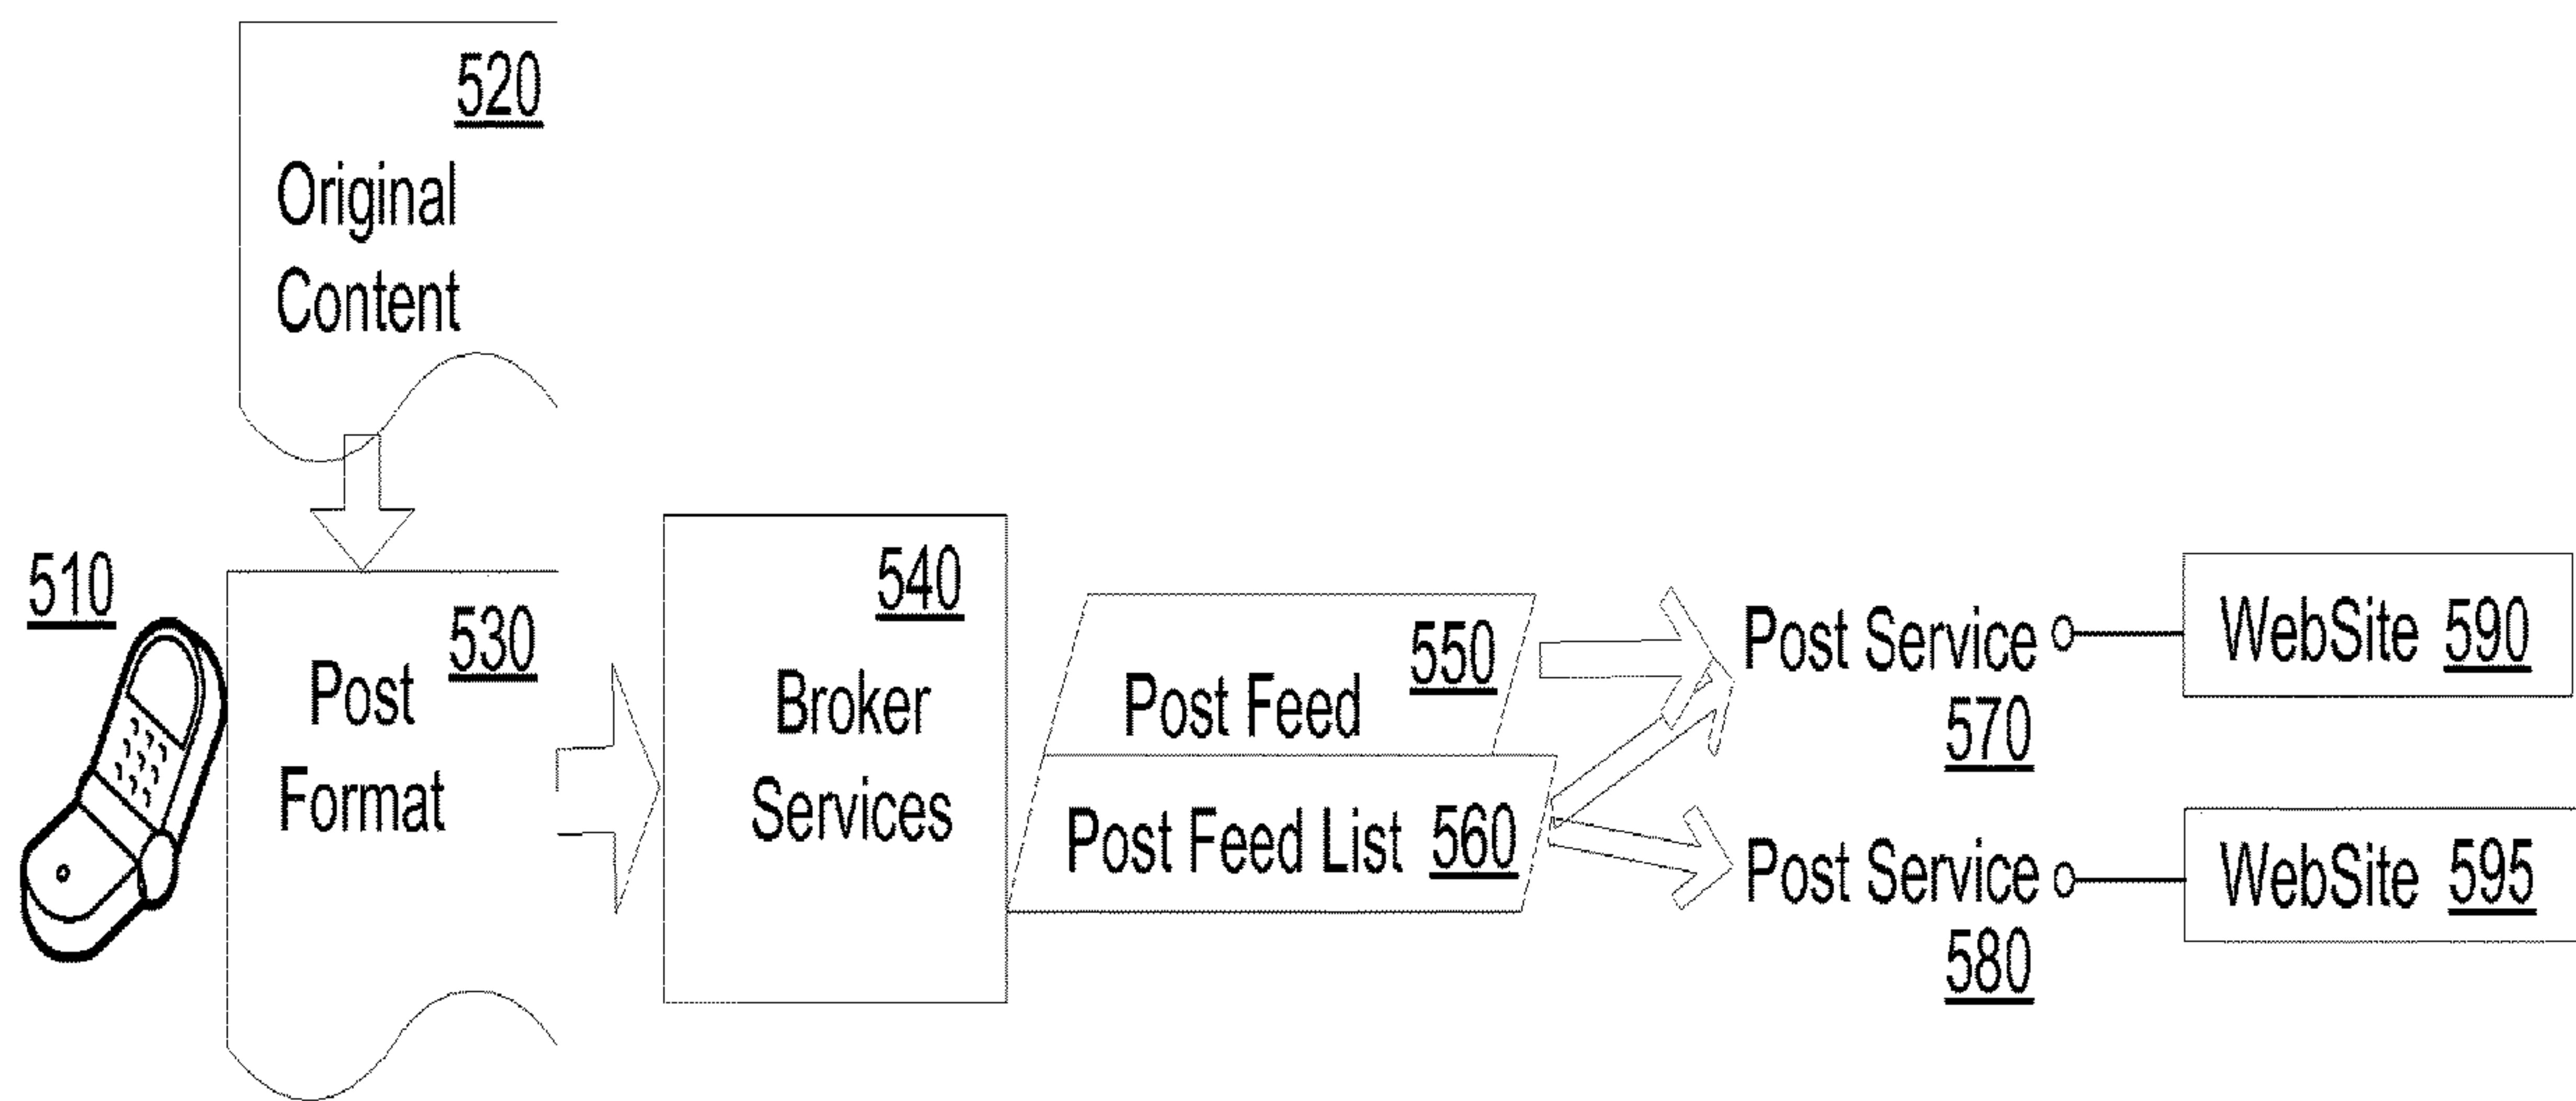 520
Original
Content
510
530
Post
Format
540
Broker
Services
550
Post Feed
Post Feed List 560
Post Service
570
Post Service
580
WebSite 590
WebSite 595